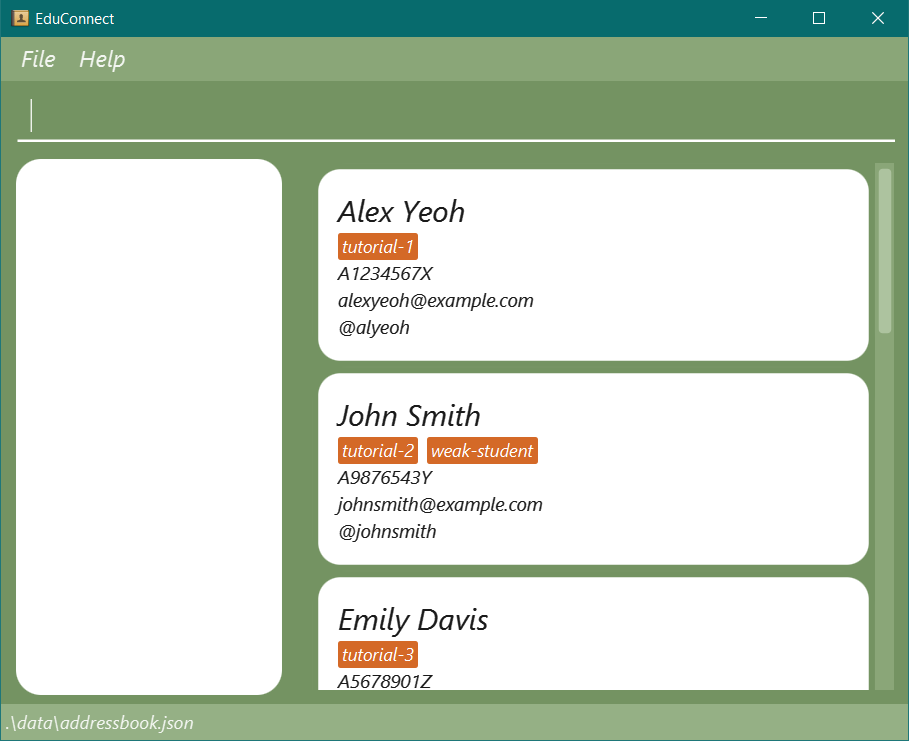 EduConnect
File Help
Alex Yeoh
tutorial-1
A1234567X
alexyeoh@example.com
@alyeoh
John Smith
tutorial-2 weak-student
A9876543Y
johnsmith@example.com
@johnsmith
Emily Davis
tutorial-3
A5678901Z
.\data\addressbook.json